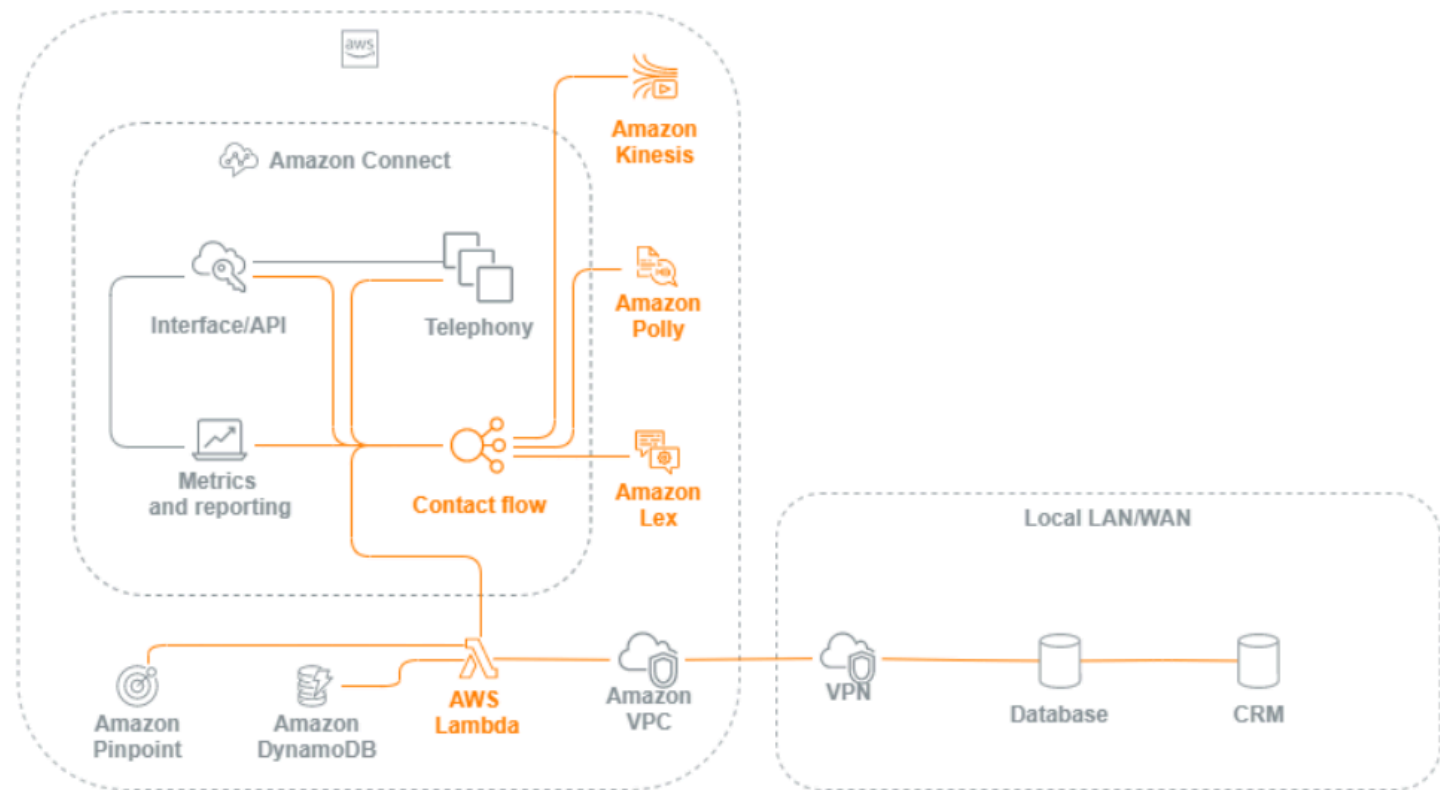 aws
Amazon
Kinesis
Amazon Connect
Interface/API
Telephony
Amazon
Polly
Metrics
and reporting
Contact flow
Amazon
Lex
Local LAN/WAN
Amazon
Pinpoint
Amazon
DynamoDB
AWS
Lambda
Amazon
VPC
VPN
Database
CRM